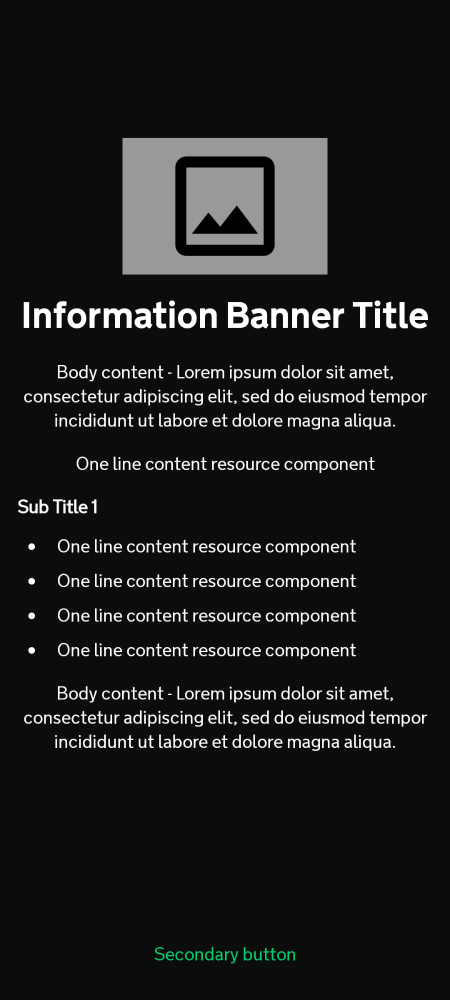 Information Banner Title
Body content - Lorem ipsum dolor sit amet,
consectetur adipiscing elit, sed do eiusmod tempor
incididunt ut labore et dolore magna aliqua.
One line content resource component
Sub Title 1
• One line content resource component
• One line content resource component
• One line content resource component
• One line content resource component
Body content - Lorem ipsum dolor sit amet,
consectetur adipiscing elit, sed do eiusmod tempor
incididunt ut labore et dolore magna aliqua.
Secondary button